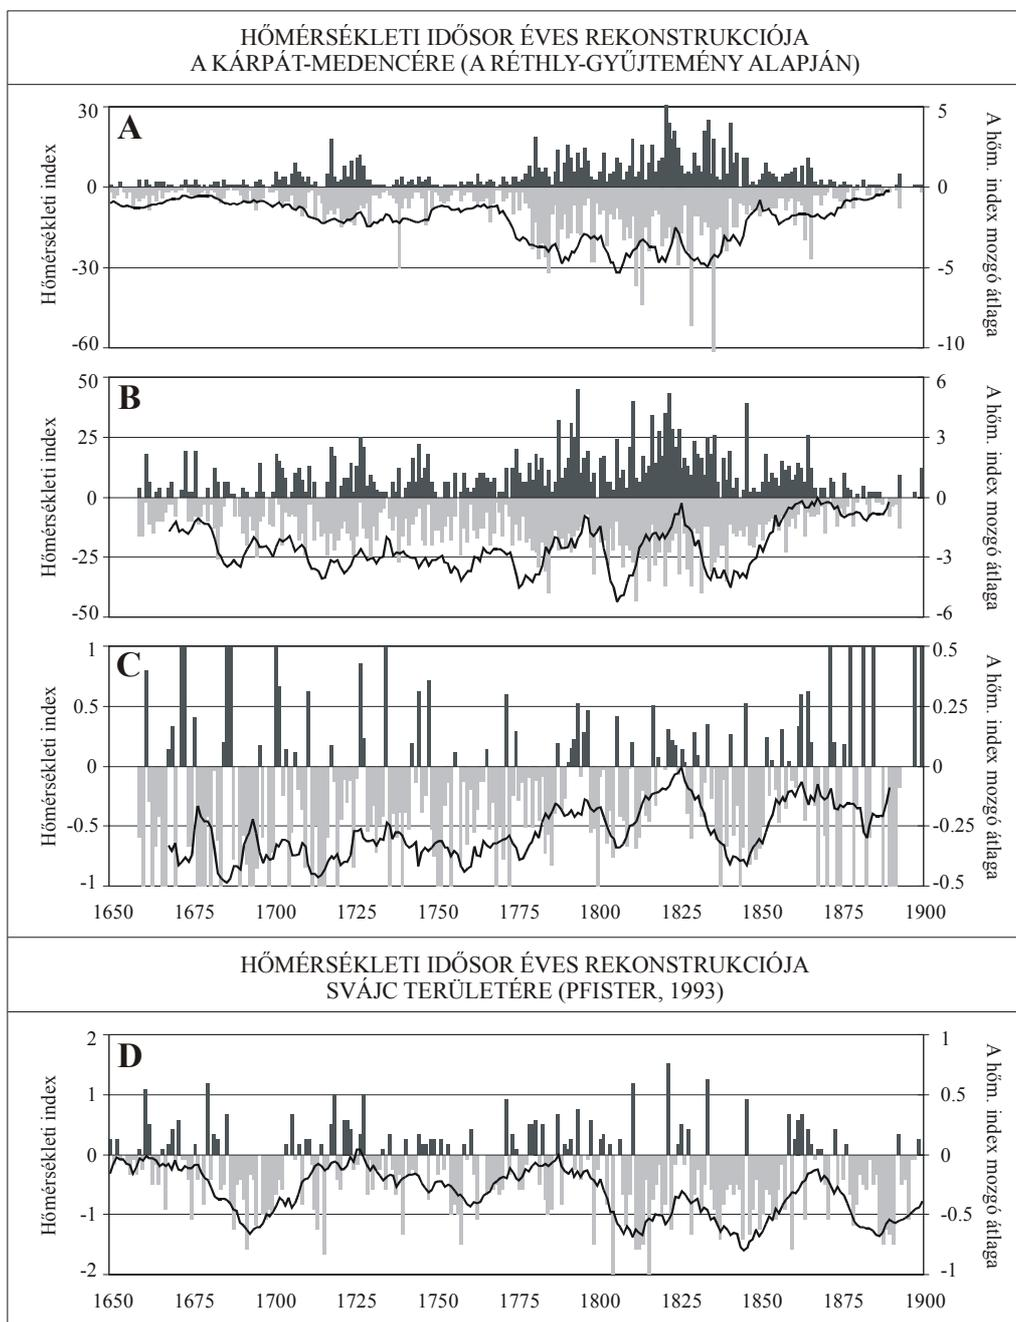 HŐMÉRSÉKLETI IDŐSOR ÉVES REKONSTRUKCIÓJA
A KÁRPÁT-MEDENCÉRE (A RÉTHLY-GYŰJTEMÉNY ALAPJÁN)
A
Hőmérsékleti index
30
0
-30
-60
5
0
-5
-10
A hőm. index mozgó átlaga
B
Hőmérsékleti index
50
25
0
-25
-50
6
3
0
-3
-6
A hőm. index mozgó átlaga
C
Hőmérsékleti index
1
0.5
0
-0.5
-1
0.5
0.25
0
-0.25
-0.5
A hőm. index mozgó átlaga
1650 1675 1700 1725 1750 1775 1800 1825 1850 1875 1900
HŐMÉRSÉKLETI IDŐSOR ÉVES REKONSTRUKCIÓJA
SVÁJC TERÜLETÉRE (PFISTER, 1993)
D
Hőmérsékleti index
2
1
0
-1
-2
1
0.5
0
-0.5
-1
A hőm. index mozgó átlaga
1650 1675 1700 1725 1750 1775 1800 1825 1850 1875 1900